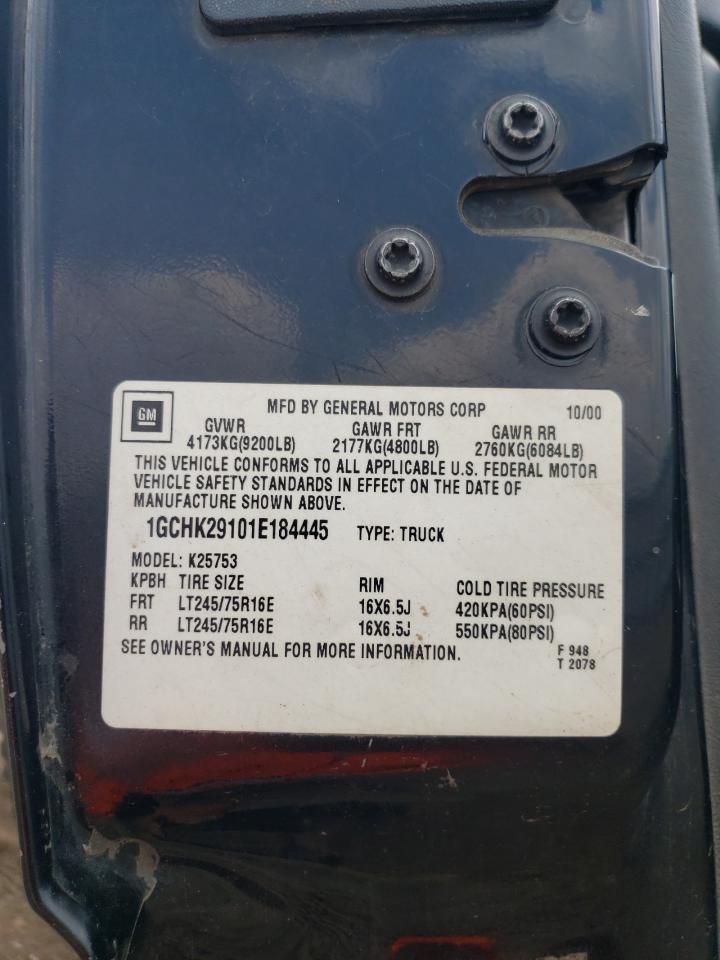 GM
MFD BY GENERAL MOTORS CORP 10/00
GVWR GAWR FRT GAWR RR
4173KG(9200LB) 2177KG(4800LB) 2760KG(6084LB)
THIS VEHICLE CONFORMS TO ALL APPLICABLE U.S. FEDERAL MOTOR
VEHICLE SAFETY STANDARDS IN EFFECT ON THE DATE OF
MANUFACTURE SHOWN ABOVE.
1GCHK29101E184445 TYPE: TRUCK
MODEL: K25753
KPBH TIRE SIZE RIM COLD TIRE PRESSURE
FRT LT245/75R16E 16X6.5J 420KPA(60PSI)
RR LT245/75R16E 16X6.5J 550KPA(80PSI)
SEE OWNER'S MANUAL FOR MORE INFORMATION. F 948
T 2078